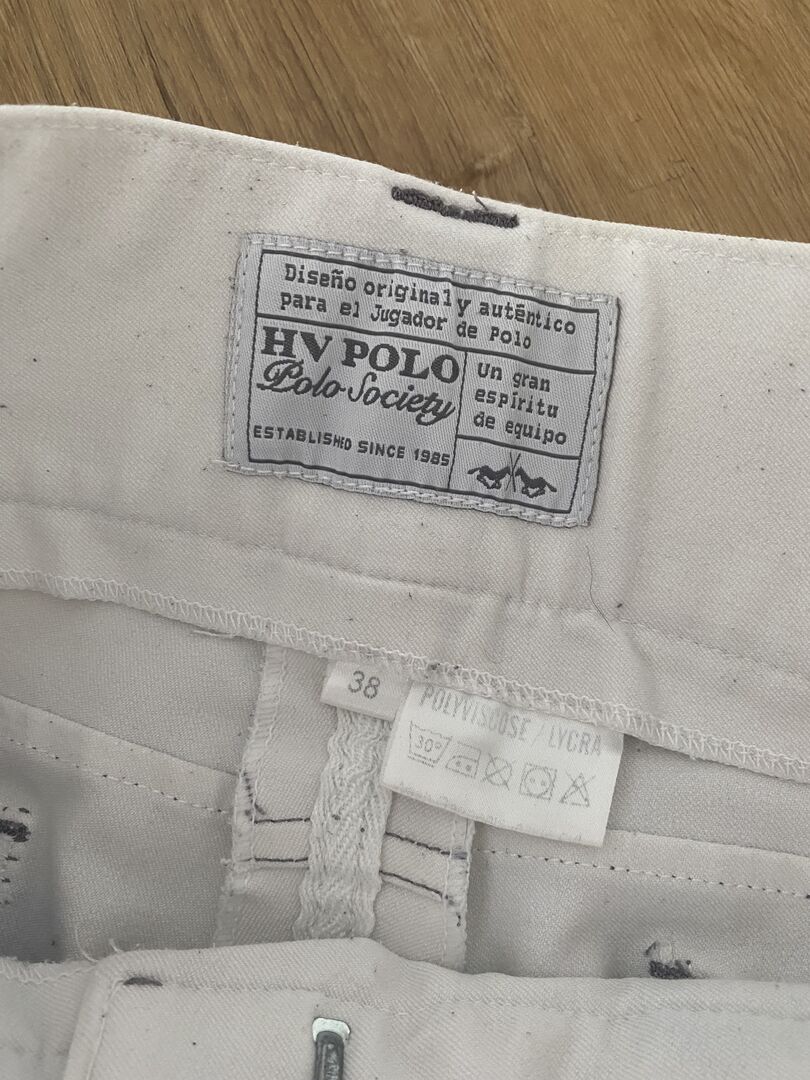 Diseño original y auténtico
para el Jugador de Polo
HV POLO
Polo Society
ESTABLISHED SINCE 1985
Un gran
espíritu
de equipo
38
POLYVISCOSE / LYCRA
30°